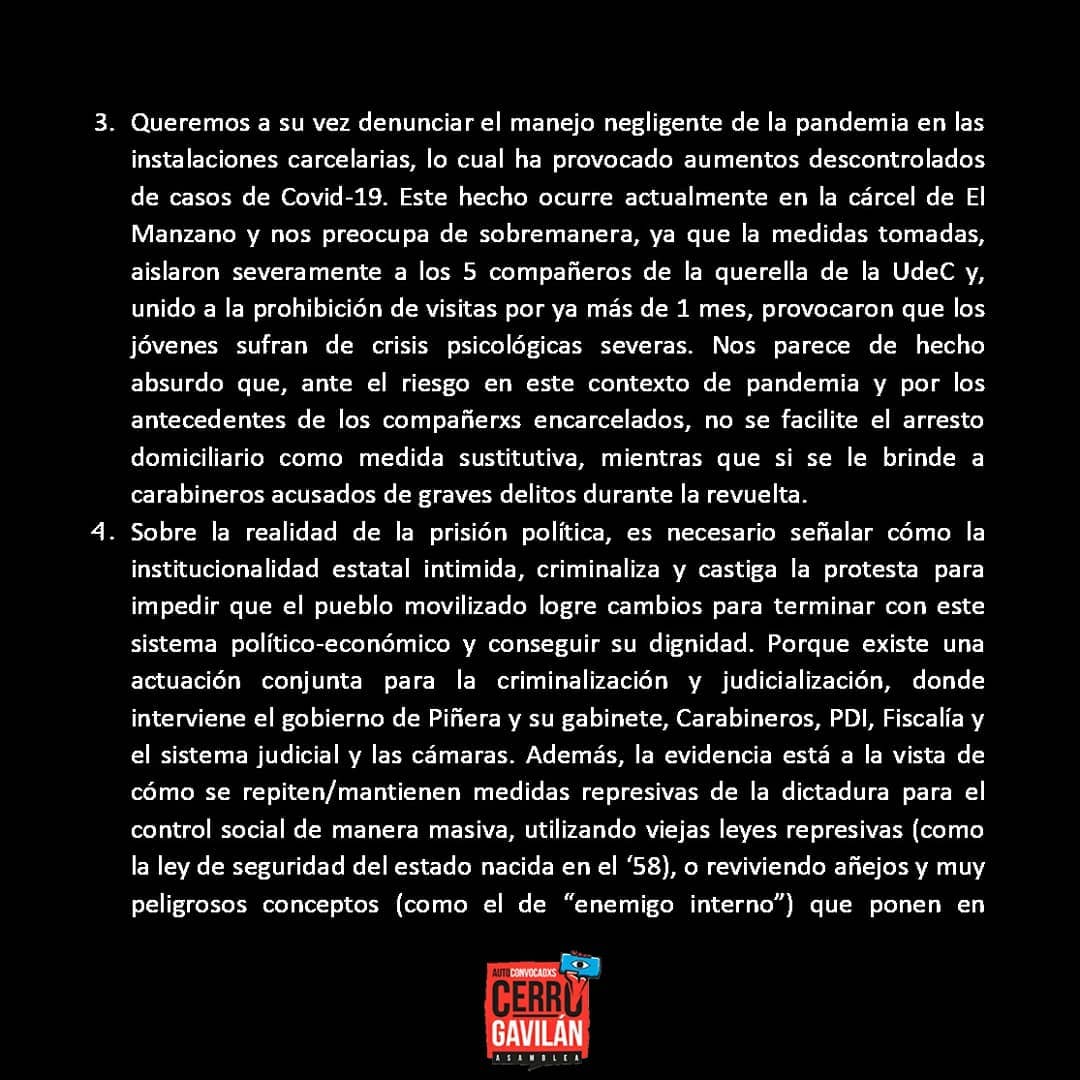 3. Queremos a su vez denunciar el manejo negligente de la pandemia en las
instalaciones carcelarias, lo cual ha provocado aumentos descontrolados
de casos de Covid-19. Este hecho ocurre actualmente en la cárcel de El
Manzano y nos preocupa de sobremanera, ya que la medidas tomadas,
aislaron severamente a los 5 compañeros de la querella de la UdeC y,
unido a la prohibición de visitas por ya más de 1 mes, provocaron que los
jóvenes sufran de crisis psicológicas severas. Nos parece de hecho
absurdo que, ante el riesgo en este contexto de pandemia y por los
antecedentes de los compañerxs encarcelados, no se facilite el arresto
domiciliario como medida sustitutiva, mientras que si se le brinde a
carabineros acusados de graves delitos durante la revuelta.
4. Sobre la realidad de la prisión política, es necesario señalar cómo la
institucionalidad estatal intimida, criminaliza y castiga la protesta para
impedir que el pueblo movilizado logre cambios para terminar con este
sistema político-económico y conseguir su dignidad. Porque existe una
actuación conjunta para la criminalización y judicialización, donde
interviene el gobierno de Piñera y su gabinete, Carabineros, PDI, Fiscalía y
el sistema judicial y las cámaras. Además, la evidencia está a la vista de
cómo se repiten/mantienen medidas represivas de la dictadura para el
control social de manera masiva, utilizando viejas leyes represivas (como
la ley de seguridad del estado nacida en el ‘58), o reviviendo añejos y muy
peligrosos conceptos (como el de “enemigo interno”) que ponen en
AUTOCONVOCADXS
CERRO
GAVILÁN
ASAMBLEA